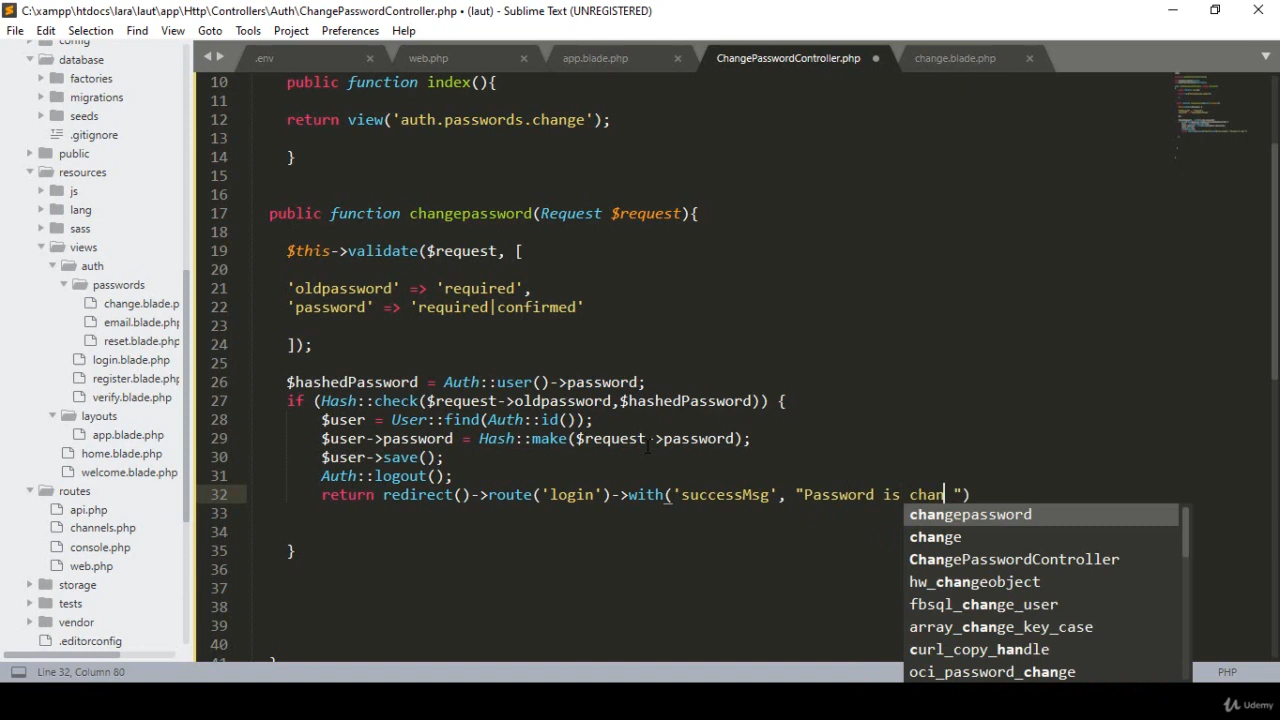 C:\xampp\htdocs\lara\laut\app\Http\Controllers\Auth\ChangePasswordController.php • (laut) - Sublime Text (UNREGISTERED)
File Edit Selection Find View Goto Tools Project Preferences Help
.env web.php app.blade.php ChangePasswordController.php change.blade.php
config
database
factories
migrations
seeds
.gitignore
public
resources
js
lang
sass
views
auth
passwords
change.blade.p
email.blade.php
reset.blade.php
login.blade.php
register.blade.php
verify.blade.php
layouts
app.blade.php
home.blade.php
welcome.blade.php
routes
api.php
channels.php
console.php
web.php
storage
tests
vendor
.editorconfig
10 public function index(){
11
12 return view('auth.passwords.change');
13
14 }
15
16
17 public function changepassword(Request $request){
18
19 $this->validate($request, [
20
21 'oldpassword' => 'required',
22 'password' => 'required|confirmed'
23
24 ]);
25
26 $hashedPassword = Auth::user()->password;
27 if (Hash::check($request->oldpassword,$hashedPassword)) {
28 $user = User::find(Auth::id());
29 $user->password = Hash::make($request->password);
30 $user->save();
31 Auth::logout();
32 return redirect()->route('login')->with('successMsg', "Password is chan ")
33
34
35 }
36
37
38
39
40
41 }
changepassword
change
ChangePasswordController
hw_changeobject
fbsql_change_user
array_change_key_case
curl_copy_handle
oci_password_change
Line 32, Column 80
PHP
Udemy